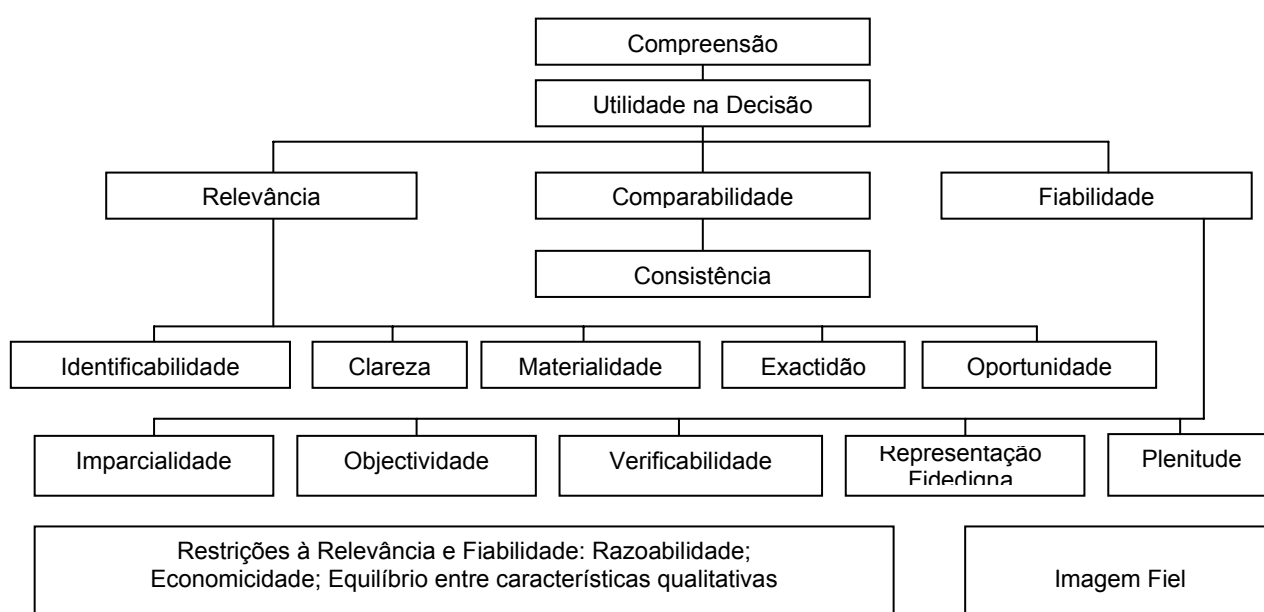 Compreensão
Utilidade na Decisão
Relevância
Comparabilidade
Fiabilidade
Consistência
Identificabilidade
Clareza
Materialidade
Exactidão
Oportunidade
Imparcialidade
Objectividade
Verificabilidade
Representação
Fidedigna
Plenitude
Restrições à Relevância e Fiabilidade: Razoabilidade;
Economicidade; Equilíbrio entre características qualitativas
Imagem Fiel